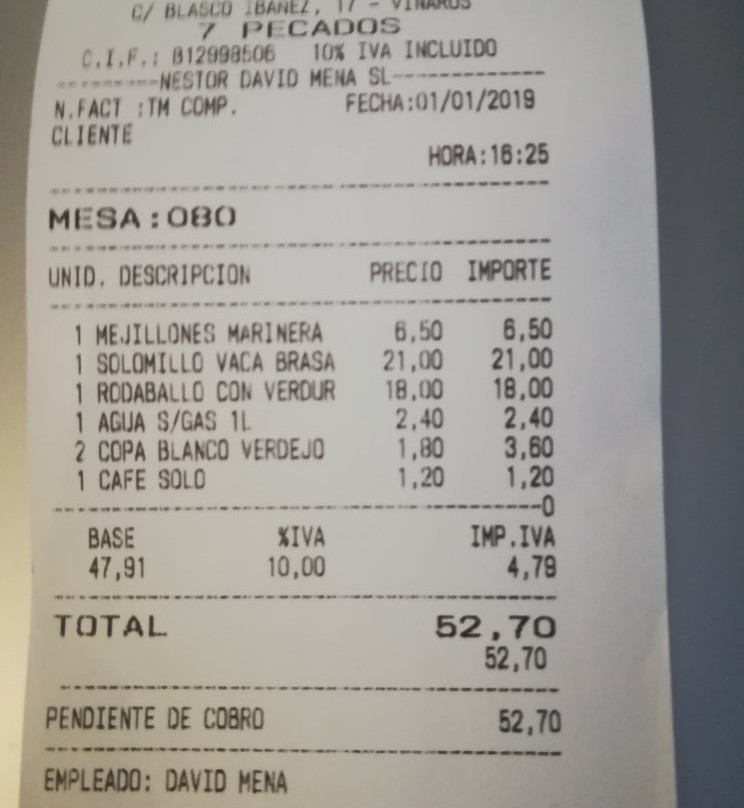 C/ BLASCO IBAÑEZ, 17 - VINAROS
7 PECADOS
C.I.F.: B12998506 10% IVA INCLUIDO
----------NESTOR DAVID MENA SL---------------
N.FACT :TM COMP. FECHA:01/01/2019
CLIENTE
HORA:16:25
MESA:080
UNID. DESCRIPCION PRECIO IMPORTE
1 MEJILLONES MARINERA 6,50 6,50
1 SOLOMILLO VACA BRASA 21,00 21,00
1 RODABALLO CON VERDUR 18,00 18,00
1 AGUA S/GAS 1L 2,40 2,40
2 COPA BLANCO VERDEJO 1,80 3,60
1 CAFE SOLO 1,20 1,20
0
BASE %IVA IMP.IVA
47,91 10,00 4,79
TOTAL 52,70
52,70
PENDIENTE DE COBRO 52,70
EMPLEADO: DAVID MENA